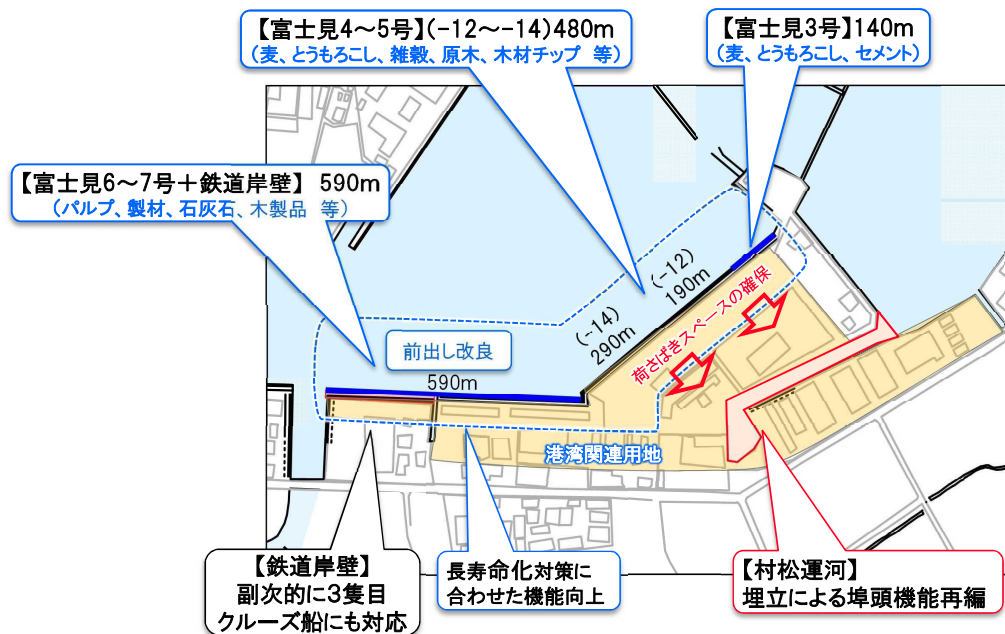 【富士見4～5号】(-12～-14)480m
(麦、とうもろこし、雑穀、原木、木材チップ 等)
【富士見3号】140m
(麦、とうもろこし、セメント)
【富士見6～7号＋鉄道岸壁】 590m
(パルプ、製材、石灰石、木製品 等)
(-12)
190m
(-14)
290m
荷さばきスペースの確保
前出し改良
590m
港湾関連用地
【鉄道岸壁】
副次的に3隻目
クルーズ船にも対応
長寿命化対策に
合わせた機能向上
【村松運河】
埋立による埠頭機能再編